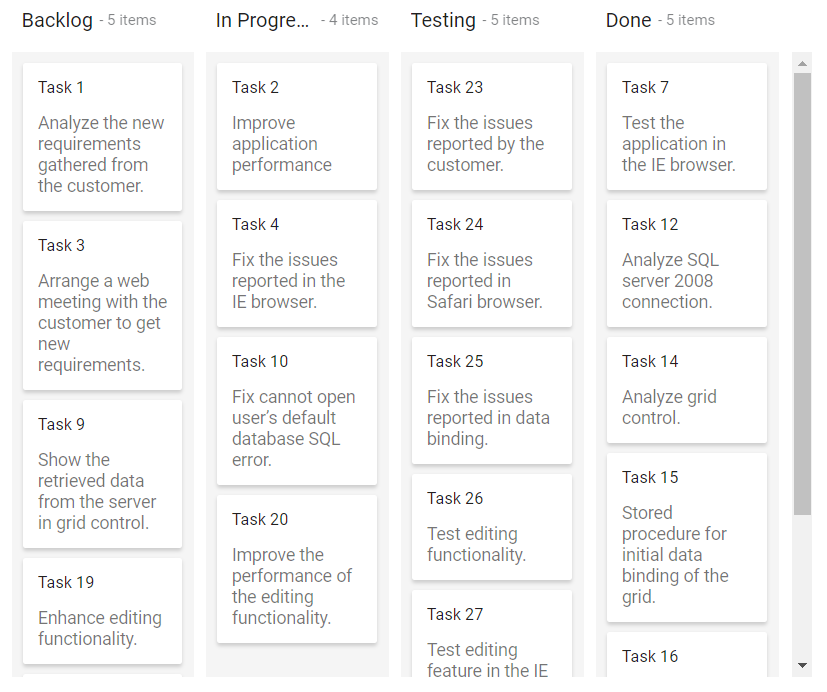 Backlog - 5 items
Task 1
Analyze the new
requirements
gathered from
the customer.
Task 3
Arrange a web
meeting with the
customer to get
new
requirements.
Task 9
Show the
retrieved data
from the server
in grid control.
Task 19
Enhance editing
functionality.
In Progre... - 4 items
Task 2
Improve
application
performance
Task 4
Fix the issues
reported in the
IE browser.
Task 10
Fix cannot open
user’s default
database SQL
error.
Task 20
Improve the
performance of
the editing
functionality.
Testing - 5 items
Task 23
Fix the issues
reported by the
customer.
Task 24
Fix the issues
reported in
Safari browser.
Task 25
Fix the issues
reported in data
binding.
Task 26
Test editing
functionality.
Task 27
Test editing
feature in the IE
Done - 5 items
Task 7
Test the
application in
the IE browser.
Task 12
Analyze SQL
server 2008
connection.
Task 14
Analyze grid
control.
Task 15
Stored
procedure for
initial data
binding of the
grid.
Task 16